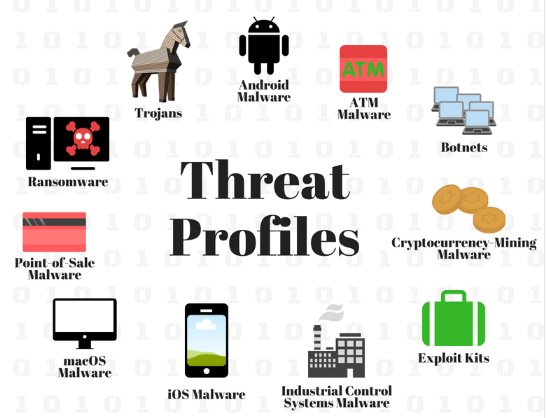 Threat
Profiles
Trojans
Android
Malware
ATM
ATM
Malware
Botnets
Cryptocurrency-Mining
Malware
Exploit Kits
Industrial Control
Systems Malware
iOS Malware
macOS
Malware
Point-of-Sale
Malware
Ransomware